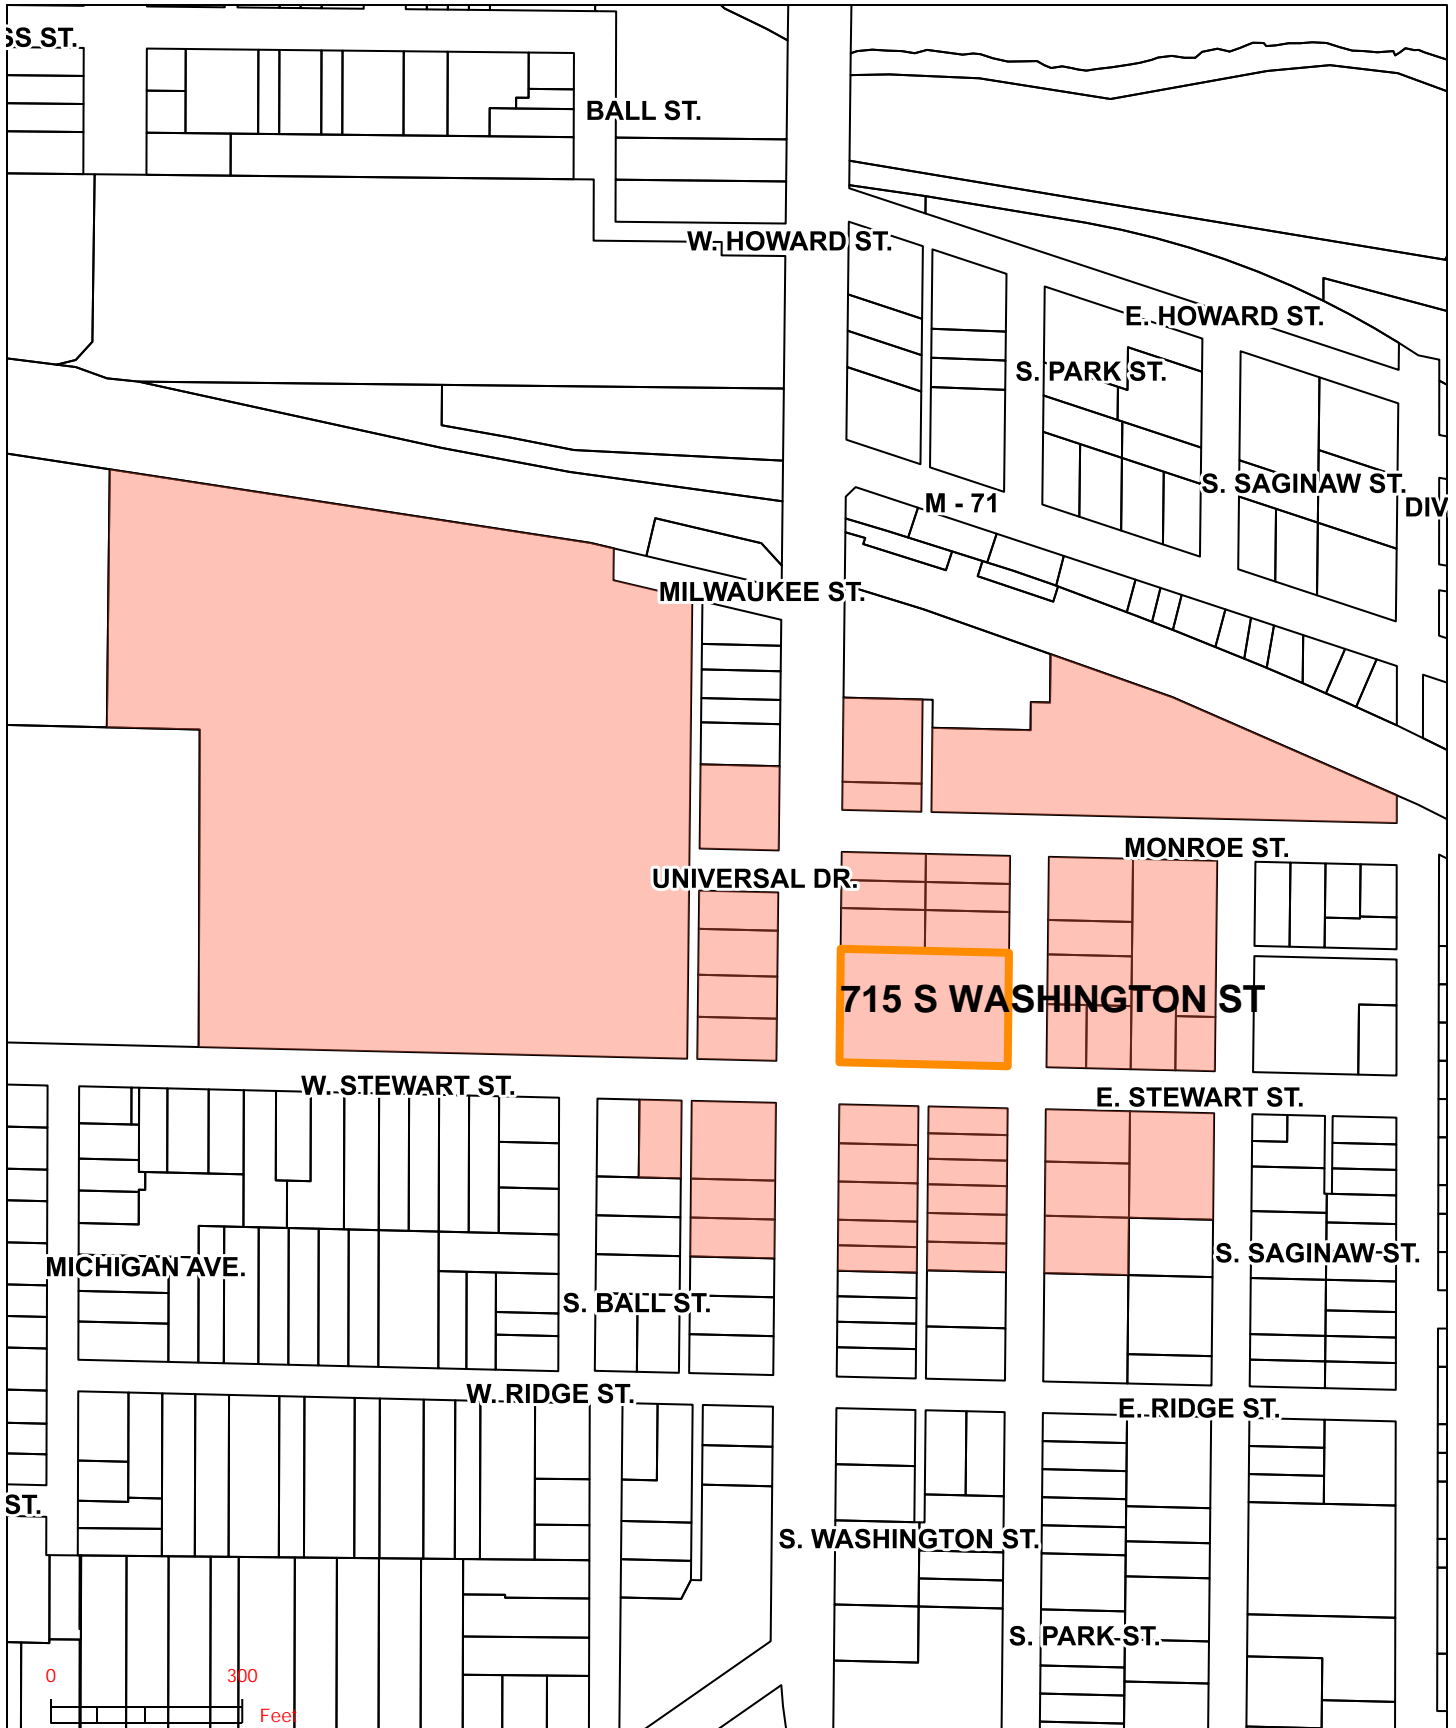 SS ST.
BALL ST.
W. HOWARD ST.
E. HOWARD ST.
S. PARK ST.
S. SAGINAW ST.
M - 71
DIV
MILWAUKEE ST.
MONROE ST.
UNIVERSAL DR.
715 S WASHINGTON ST
W. STEWART ST.
E. STEWART ST.
MICHIGAN AVE.
S. SAGINAW ST.
S. BALL ST.
W. RIDGE ST.
E. RIDGE ST.
ST.
S. WASHINGTON ST.
S. PARK ST.
0 300
Feet